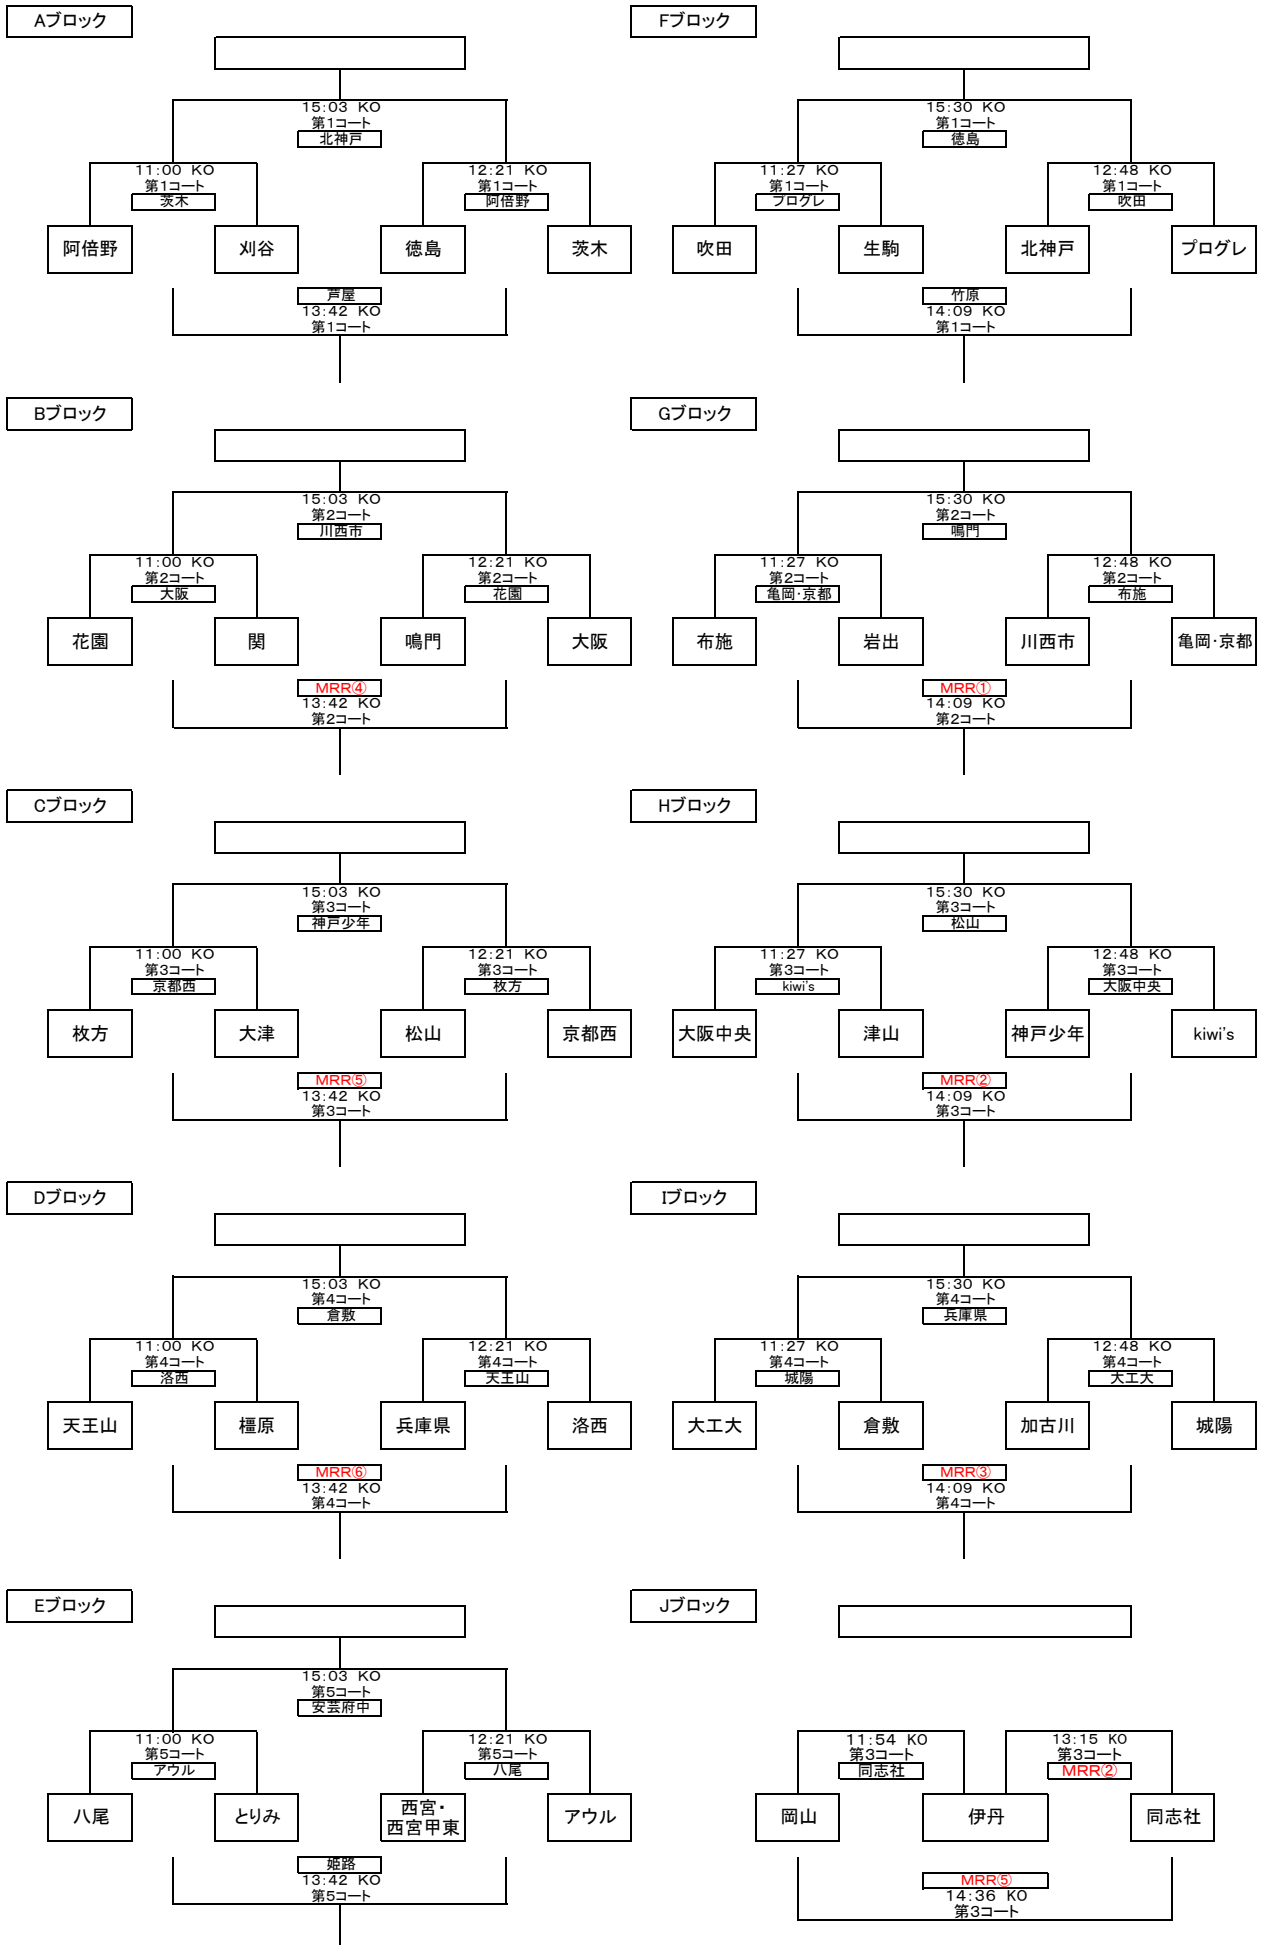 Aブロック
15:03 KO
第1コート
北神戸
11:00 KO
第1コート
茨木
12:21 KO
第1コート
阿倍野
阿倍野
刈谷
徳島
茨木
芦屋
13:42 KO
第1コート
Fブロック
15:30 KO
第1コート
徳島
11:27 KO
第1コート
プログレ
12:48 KO
第1コート
吹田
吹田
生駒
北神戸
プログレ
竹原
14:09 KO
第1コート
Bブロック
15:03 KO
第2コート
川西市
11:00 KO
第2コート
大阪
12:21 KO
第2コート
花園
花園
関
鳴門
大阪
MRR④
13:42 KO
第2コート
Gブロック
15:30 KO
第2コート
鳴門
11:27 KO
第2コート
亀岡・京都
12:48 KO
第2コート
布施
布施
岩出
川西市
亀岡・京都
MRR①
14:09 KO
第2コート
Cブロック
15:03 KO
第3コート
神戸少年
11:00 KO
第3コート
京都西
12:21 KO
第3コート
枚方
枚方
大津
松山
京都西
MRR⑤
13:42 KO
第3コート
Hブロック
15:30 KO
第3コート
松山
11:27 KO
第3コート
kiwi's
12:48 KO
第3コート
大阪中央
大阪中央
津山
神戸少年
kiwi's
MRR②
14:09 KO
第3コート
Dブロック
15:03 KO
第4コート
倉敷
11:00 KO
第4コート
洛西
12:21 KO
第4コート
天王山
天王山
橿原
兵庫県
洛西
MRR⑥
13:42 KO
第4コート
Iブロック
15:30 KO
第4コート
兵庫県
11:27 KO
第4コート
城陽
12:48 KO
第4コート
大工大
大工大
倉敷
加古川
城陽
MRR③
14:09 KO
第4コート
Eブロック
15:03 KO
第5コート
安芸府中
11:00 KO
第5コート
アウル
12:21 KO
第5コート
八尾
八尾
とりみ
西宮・
西宮甲東
アウル
姫路
13:42 KO
第5コート
Jブロック
11:54 KO
第3コート
同志社
13:15 KO
第3コート
MRR②
岡山
伊丹
同志社
MRR⑤
14:36 KO
第3コート